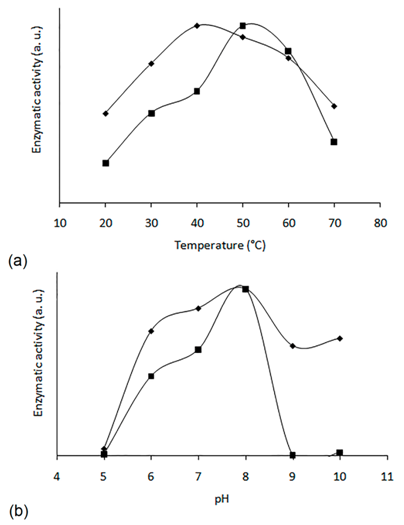 Enzymatic activity (a. u.)
10 20 30 40 50 60 70 80
Temperature (°C)
(a)
Enzymatic activity (a. u.)
4 5 6 7 8 9 10 11
pH
(b)